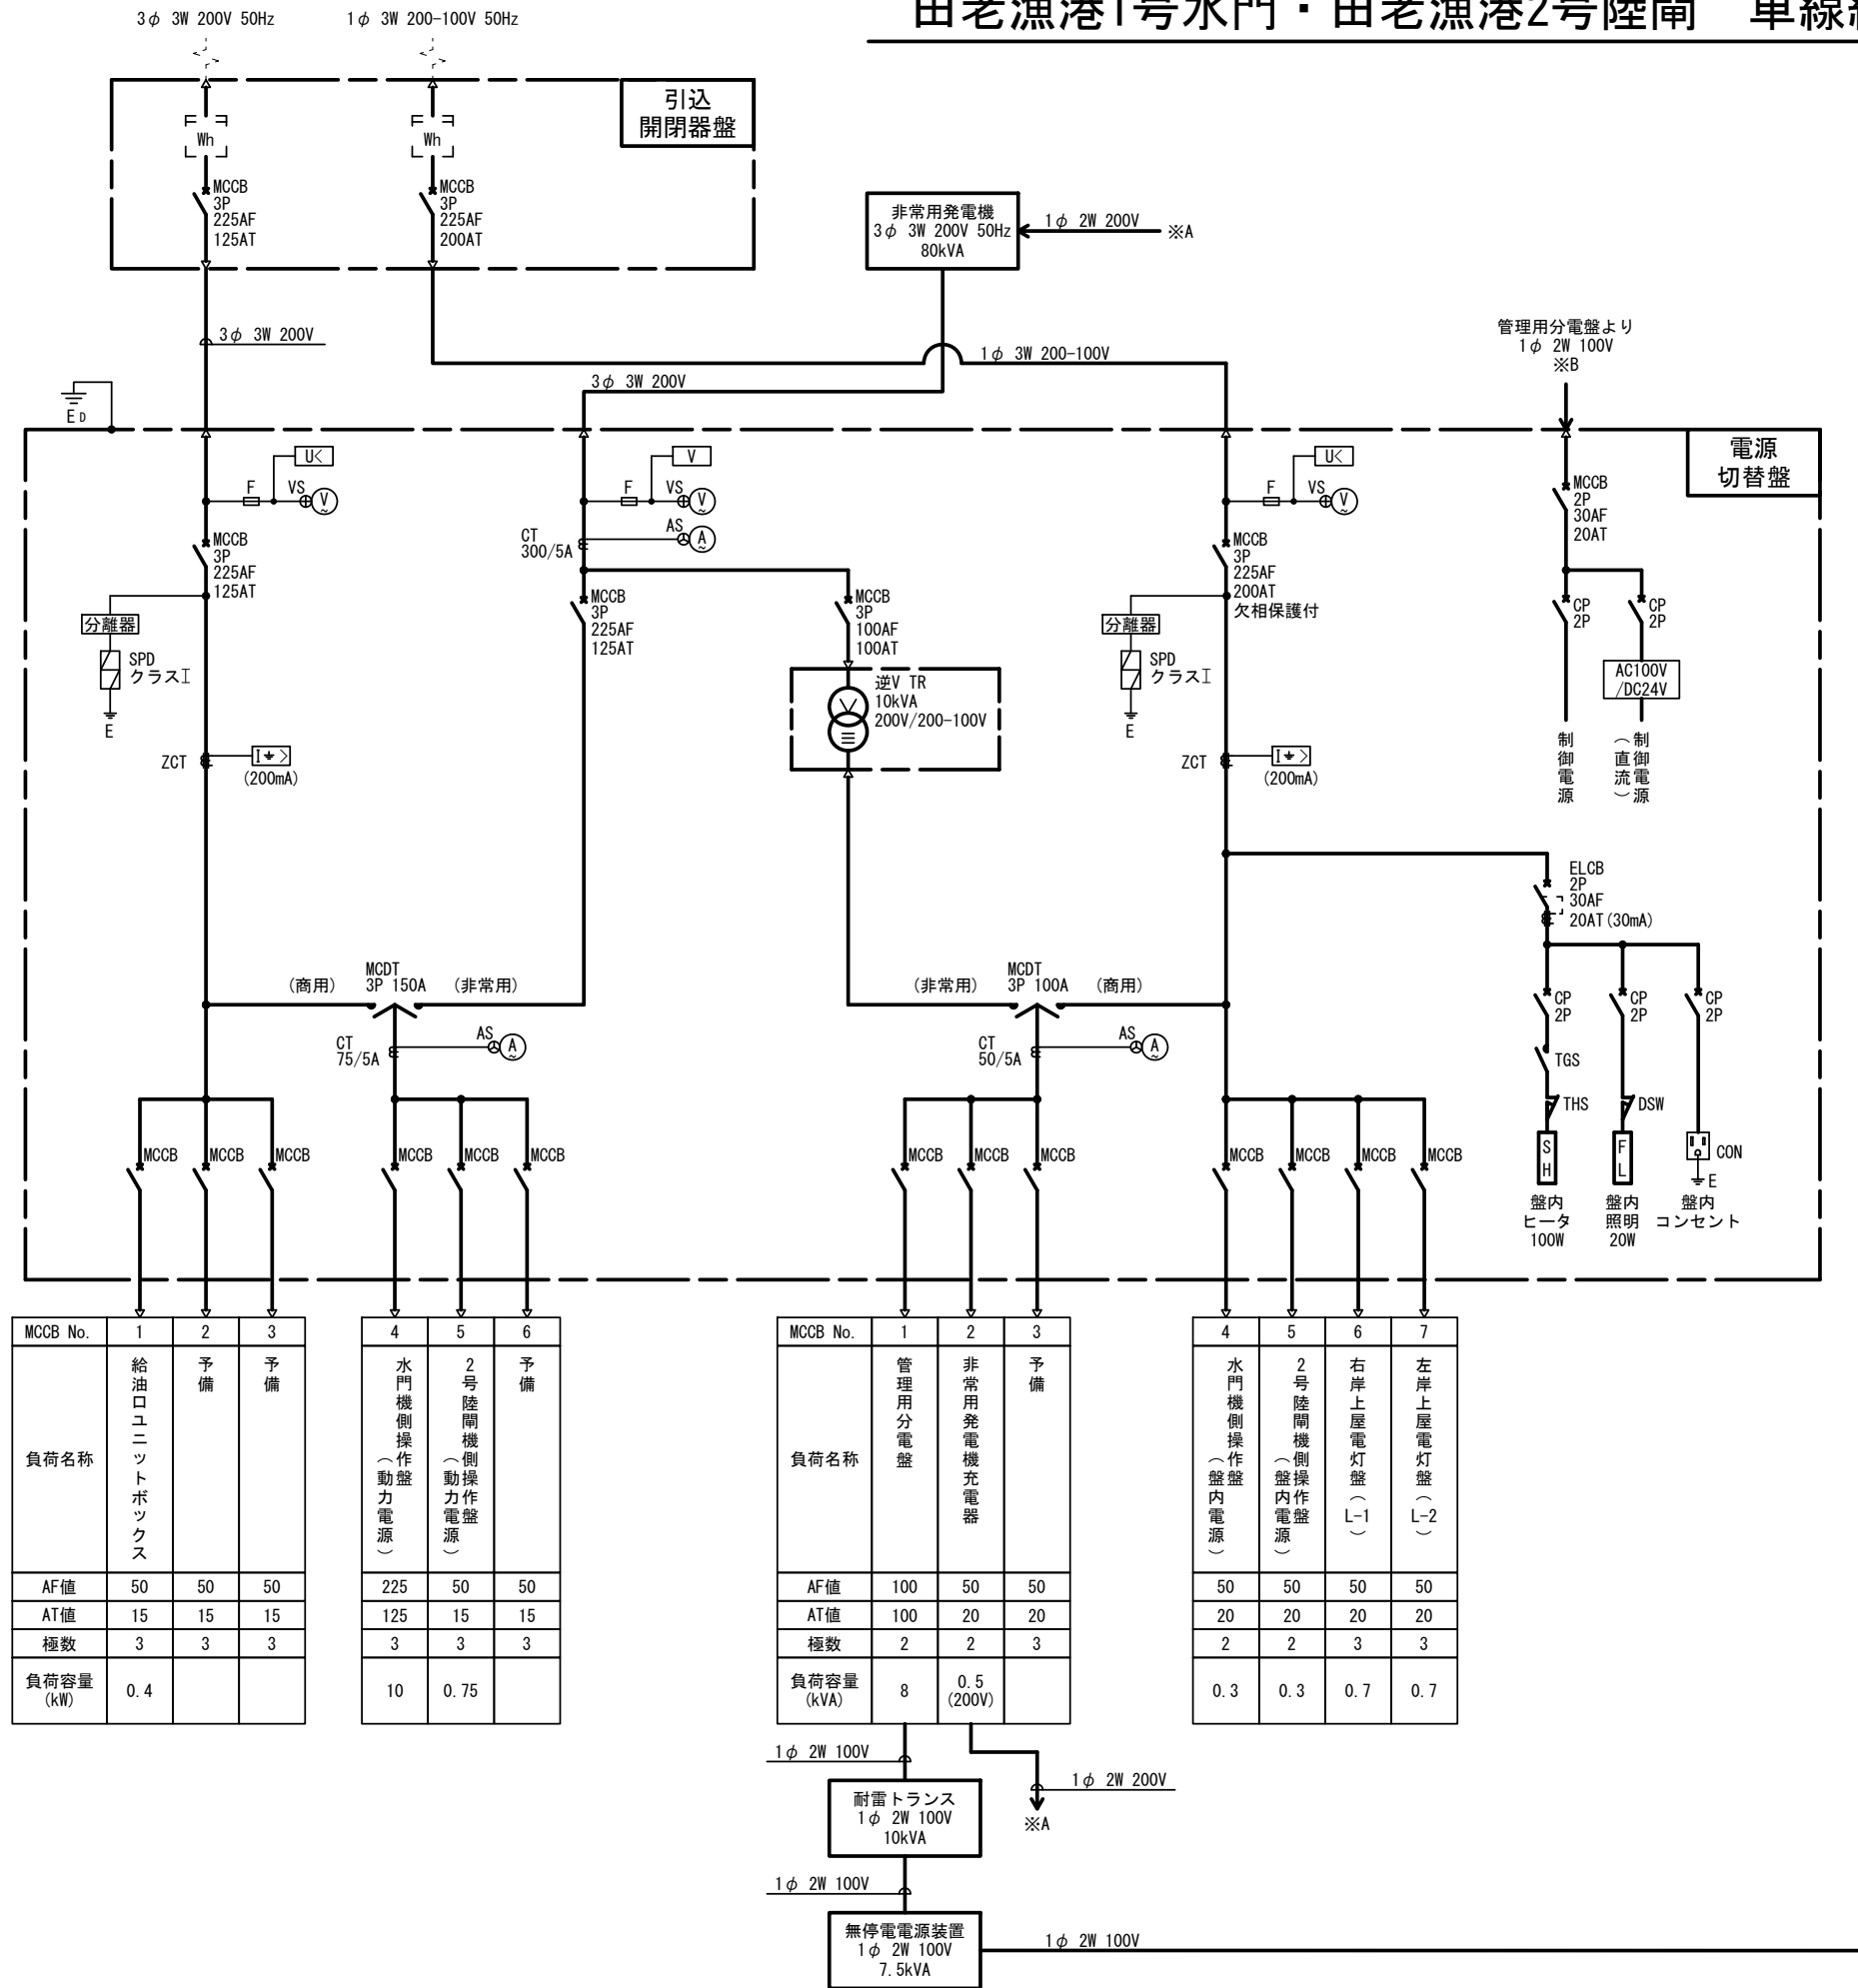 田老漁港1号水門・田老漁港2号陸閘　単線
3φ 3W 200V 50Hz
1φ 3W 200-100V 50Hz
引込
開閉器盤
Wh
Wh
MCCB
3P
225AF
125AT
MCCB
3P
225AF
200AT
非常用発電機
3φ 3W 200V 50Hz
80kVA
1φ 2W 200V
※A
3φ 3W 200V
1φ 3W 200-100V
3φ 3W 200V
管理用分電盤より
1φ 2W 100V
※B
ED
電源
切替盤
U<
F
VS
V
V
F
VS
V
CT
300/5A
AS
A
U<
F
VS
V
MCCB
2P
30AF
20AT
MCCB
3P
225AF
125AT
MCCB
3P
225AF
125AT
MCCB
3P
100AF
100AT
MCCB
3P
225AF
200AT
欠相保護付
CP
2P
CP
2P
分離器
SPD
クラスI
E
逆V TR
10kVA
200V/200-100V
分離器
SPD
クラスI
E
AC100V
/DC24V
制御電源
制御電源
（直流）
ZCT
I >
(200mA)
ZCT
I >
(200mA)
ELCB
2P
30AF
20AT(30mA)
(商用)
MCDT
3P 150A
(非常用)
(非常用)
MCDT
3P 100A
(商用)
CT
75/5A
AS
A
CT
50/5A
AS
A
CP
2P
CP
2P
CP
2P
TGS
THS
DSW
SH
FL
CON
E
盤内
ヒータ
100W
盤内
照明
20W
盤内
コンセント
MCCB
MCCB
MCCB
MCCB
MCCB
MCCB
MCCB
MCCB
MCCB
MCCB
MCCB
MCCB
MCCB
MCCB No. 1 2 3
負荷名称
給油口ユニットボックス
予備
予備
AF値 50 50 50
AT値 15 15 15
極数 3 3 3
負荷容量
(kW)
0.4
4 5 6
水門機側操作盤
（動力電源）
2号陸閘機側操作盤
（動力電源）
予備
225 50 50
125 15 15
3 3 3
10 0.75
MCCB No. 1 2 3
負荷名称
管理用分電盤
非常用発電機充電器
予備
AF値 100 50 50
AT値 100 20 20
極数 2 2 3
負荷容量
(kVA)
8
0.5
(200V)
4 5 6 7
水門機側操作盤
（盤内電源）
2号陸閘機側操作盤
（盤内電源）
右岸上屋電灯盤（L-1）
左岸上屋電灯盤（L-2）
50 50 50 50
20 20 20 20
2 2 3 3
0.3 0.3 0.7 0.7
1φ 2W 100V
1φ 2W 200V
※A
耐雷トランス
1φ 2W 100V
10kVA
1φ 2W 100V
無停電電源装置
1φ 2W 100V
7.5kVA
1φ 2W 100V